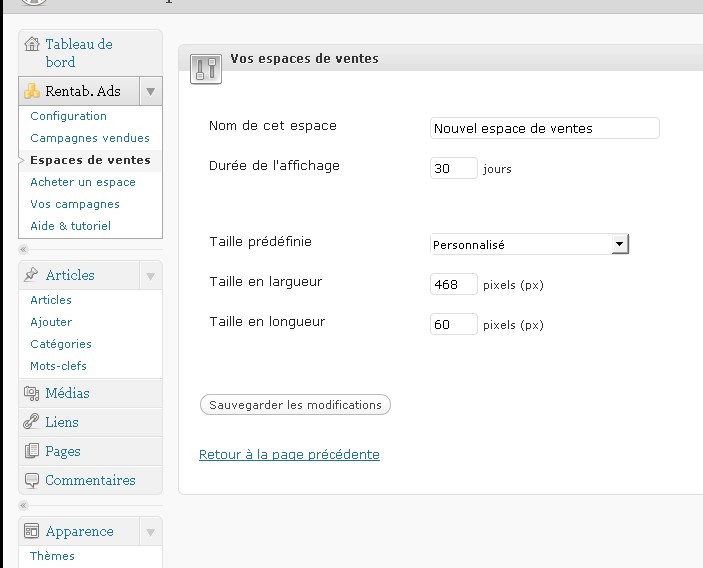 Tableau de
bord
Rentab. Ads
Configuration
Campagnes vendues
Espaces de ventes
Acheter un espace
Vos campagnes
Aide & tutoriel
Articles
Articles
Ajouter
Catégories
Mots-clefs
Médias
Liens
Pages
Commentaires
Apparence
Thèmes
Vos espaces de ventes
Nom de cet espace Nouvel espace de ventes
Durée de l'affichage 30 jours
Taille prédéfinie Personnalisé
Taille en largueur 468 pixels (px)
Taille en longueur 60 pixels (px)
Sauvegarder les modifications
Retour à la page précédente